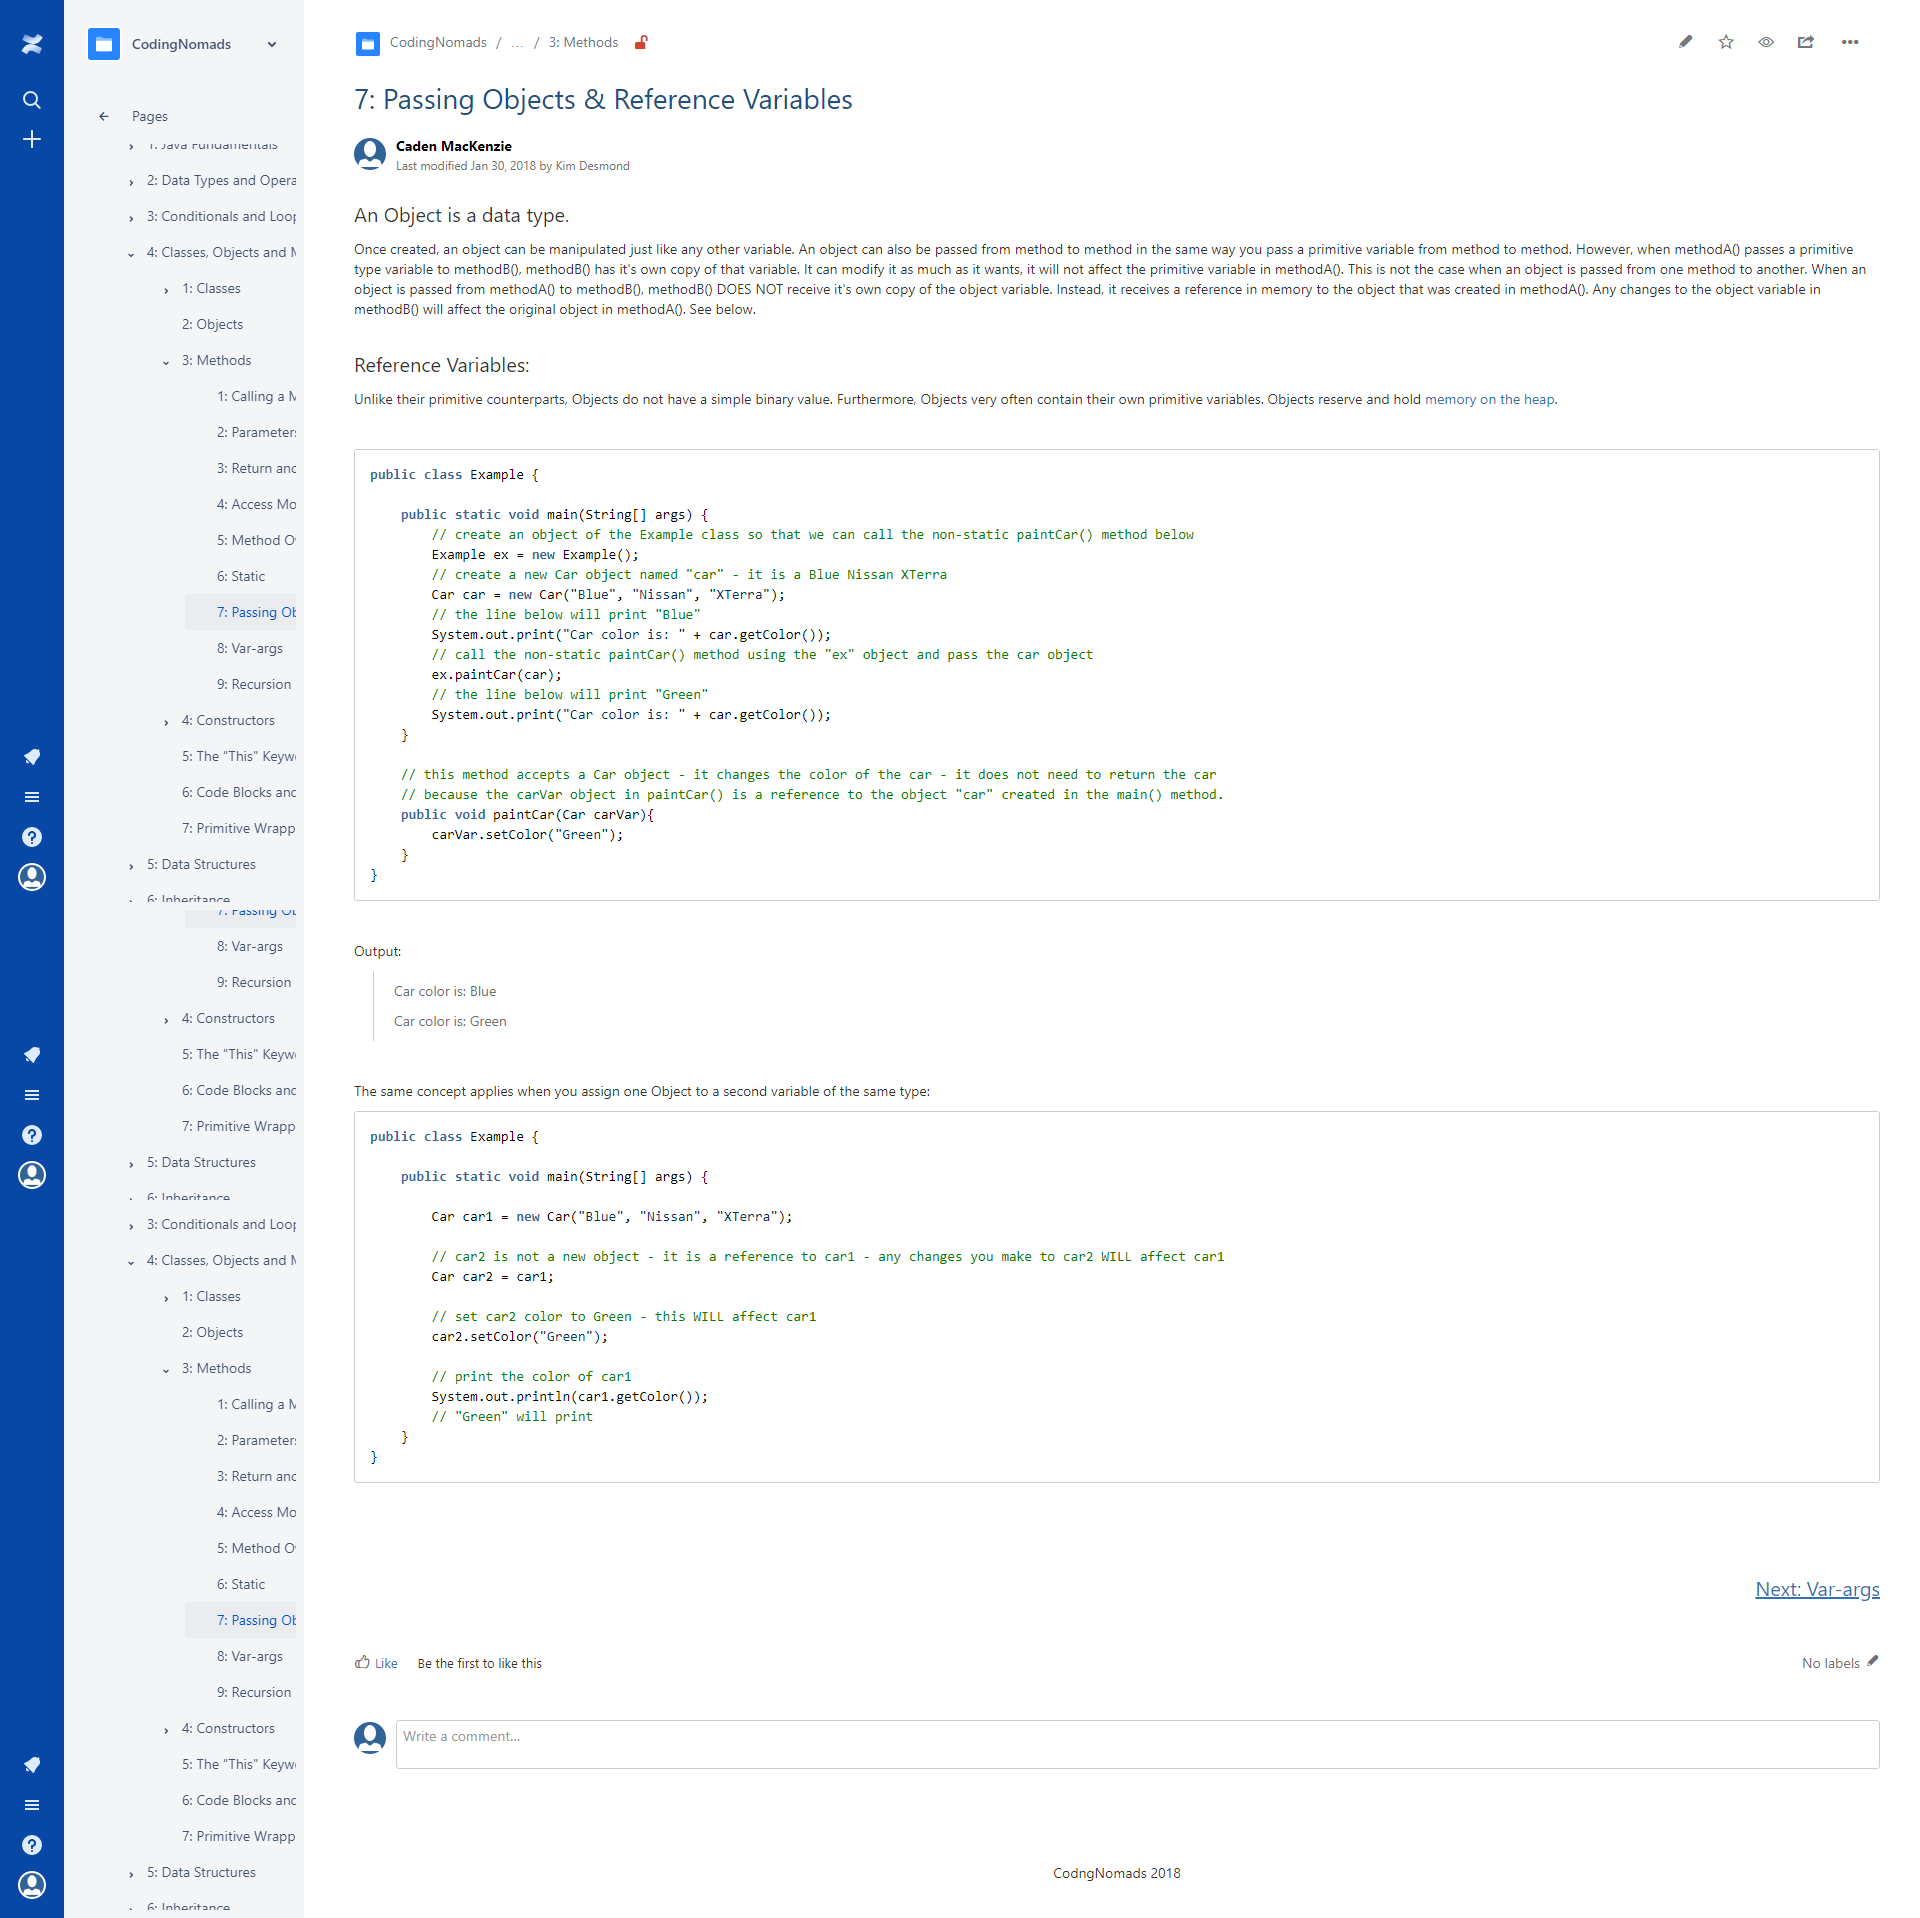 CodingNomads
Pages
1: Java Fundamentals
2: Data Types and Opera
3: Conditionals and Loop
4: Classes, Objects and M
1: Classes
2: Objects
3: Methods
1: Calling a M
2: Parameters
3: Return and
4: Access Mo
5: Method Ov
6: Static
7: Passing Ob
8: Var-args
9: Recursion
4: Constructors
5: The "This" Keywo
6: Code Blocks and
7: Primitive Wrapp
5: Data Structures
6: Inheritance
7: Passing Ob
8: Var-args
9: Recursion
4: Constructors
5: The "This" Keywo
6: Code Blocks and
7: Primitive Wrapp
5: Data Structures
6: Inheritance
3: Conditionals and Loop
4: Classes, Objects and M
1: Classes
2: Objects
3: Methods
1: Calling a M
2: Parameters
3: Return and
4: Access Mo
5: Method Ov
6: Static
7: Passing Ob
8: Var-args
9: Recursion
4: Constructors
5: The "This" Keywo
6: Code Blocks and
7: Primitive Wrapp
5: Data Structures
6: Inheritance
CodingNomads / ... / 3: Methods
7: Passing Objects & Reference Variables
Caden MacKenzie
Last modified Jan 30, 2018 by Kim Desmond
An Object is a data type.
Once created, an object can be manipulated just like any other variable. An object can also be passed from method to method in the same way you pass a primitive variable from method to method. However, when methodA() passes a primitive
type variable to methodB(), methodB() has it's own copy of that variable. It can modify it as much as it wants, it will not affect the primitive variable in methodA(). This is not the case when an object is passed from one method to another. When an
object is passed from methodA() to methodB(), methodB() DOES NOT receive it's own copy of the object variable. Instead, it receives a reference in memory to the object that was created in methodA(). Any changes to the object variable in
methodB() will affect the original object in methodA(). See below.
Reference Variables:
Unlike their primitive counterparts, Objects do not have a simple binary value. Furthermore, Objects very often contain their own primitive variables. Objects reserve and hold memory on the heap.
public class Example {
public static void main(String[] args) {
// create an object of the Example class so that we can call the non-static paintCar() method below
Example ex = new Example();
// create a new Car object named "car" - it is a Blue Nissan XTerra
Car car = new Car("Blue", "Nissan", "XTerra");
// the line below will print "Blue"
System.out.print("Car color is: " + car.getColor());
// call the non-static paintCar() method using the "ex" object and pass the car object
ex.paintCar(car);
// the line below will print "Green"
System.out.print("Car color is: " + car.getColor());
}
// this method accepts a Car object - it changes the color of the car - it does not need to return the car
// because the carVar object in paintCar() is a reference to the object "car" created in the main() method.
public void paintCar(Car carVar){
carVar.setColor("Green");
}
}
Output:
Car color is: Blue
Car color is: Green
The same concept applies when you assign one Object to a second variable of the same type:
public class Example {
public static void main(String[] args) {
Car car1 = new Car("Blue", "Nissan", "XTerra");
// car2 is not a new object - it is a reference to car1 - any changes you make to car2 WILL affect car1
Car car2 = car1;
// set car2 color to Green - this WILL affect car1
car2.setColor("Green");
// print the color of car1
System.out.println(car1.getColor());
// "Green" will print
}
}
Next: Var-args
Like Be the first to like this
No labels
Write a comment...
CodngNomads 2018